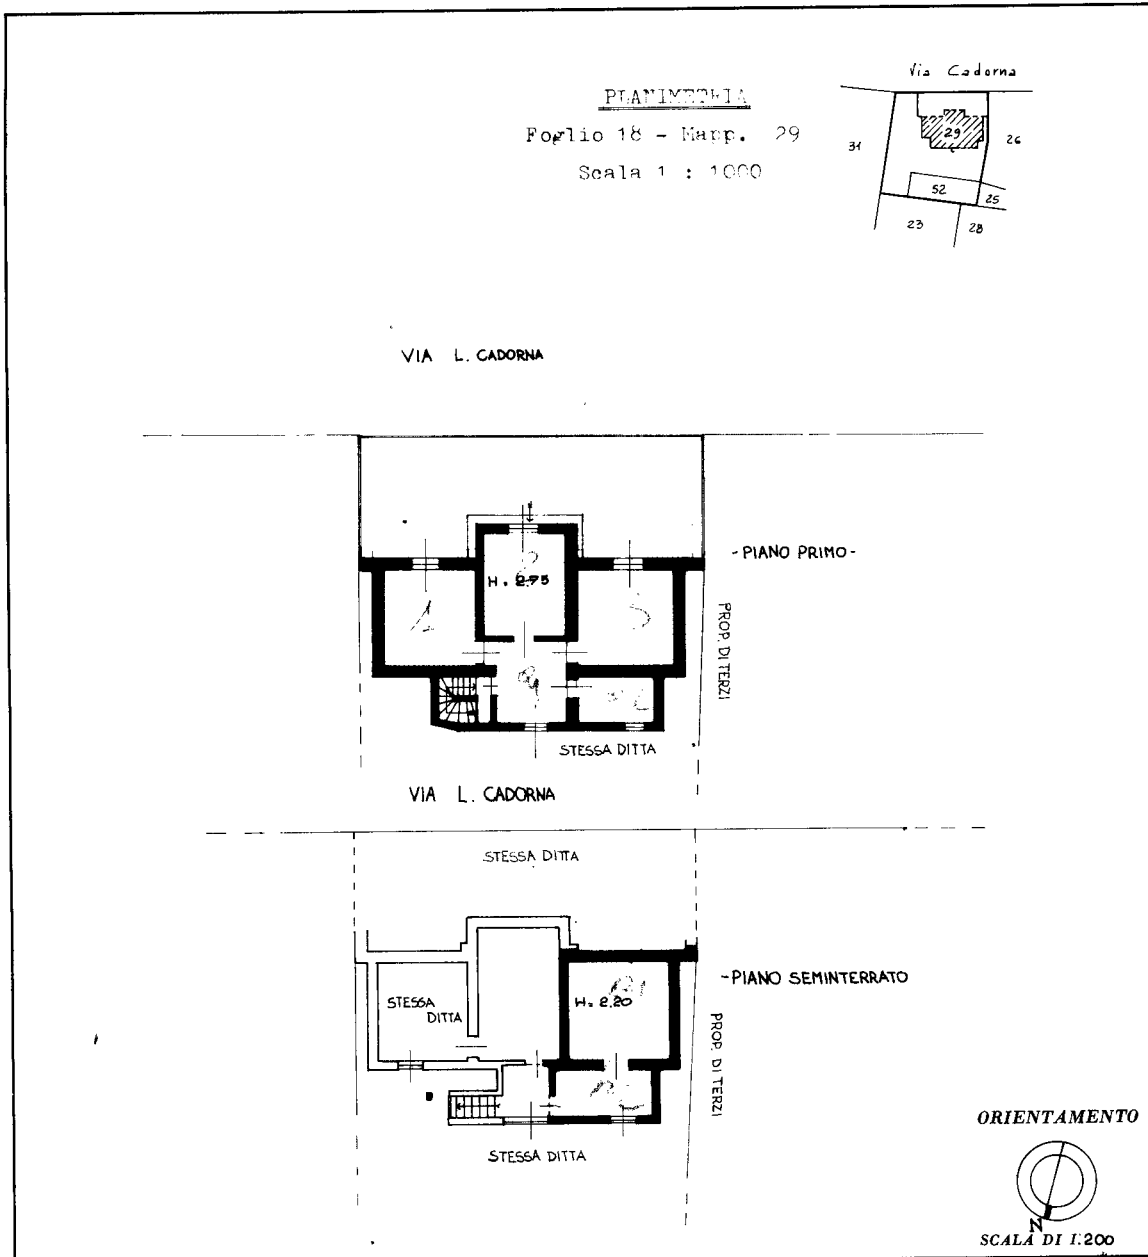 Via Cadorna
PLANIMETRIA
Foglio 18 - Mapp. 29
Scala 1 : 1000
31
29
26
52
25
23
28
VIA L. CADORNA
- PIANO PRIMO -
H. 2.75
PROP. DI TERZI
STESSA DITTA
VIA L. CADORNA
STESSA DITTA
- PIANO SEMINTERRATO
STESSA
DITTA
H= 2.20
PROP. DI TERZI
STESSA DITTA
ORIENTAMENTO
N
SCALA DI 1:200